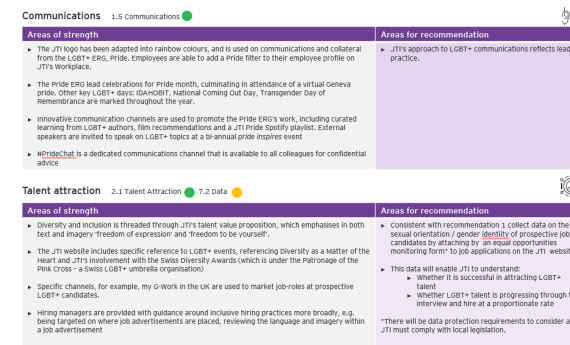 Communications 1.5 Communications
Areas of strength
► The JTI logo has been adapted into rainbow colours, and is used on communications and collateral
from the LGBT+ ERG, Pride. Employees are able to add a Pride filter to their employee profile on
JTI's Workplace.
► The Pride ERG lead celebrations for Pride month, culminating in attendance of a virtual Geneva
pride. Other key LGBT+ days: IDAHOBIT, National Coming Out Day, Transgender Day of
Remembrance are marked throughout the year.
► Innovative communication channels are used to promote the Pride ERG's work, including curated
learning from LGBT+ authors, film recommendations and a JTI Pride Spotify playlist. External
speakers are invited to speak on LGBT+ topics at a bi-annual pride inspires event
► #PrideChat is a dedicated communications channel that is available to all colleagues for confidential
advice
Areas for recommendation
► JTI's approach to LGBT+ communications reflects lead
practice.
Talent attraction 2.1 Talent Attraction 7.2 Data
Areas of strength
► Diversity and inclusion is threaded through JTI's talent value proposition, which emphasises in both
text and imagery 'freedom of expression' and 'freedom to be yourself'.
► The JTI website includes specific reference to LGBT+ events, referencing Diversity as a Matter of the
Heart and JTI's involvement with the Swiss Diversity Awards (which is under the Patronage of the
Pink Cross – a Swiss LGBT+ umbrella organisation)
► Specific channels, for example, my G-Work in the UK are used to market job-roles at prospective
LGBT+ candidates.
► Hiring managers are provided with guidance around inclusive hiring practices more broadly, e.g.
being targeted on where job advertisements are placed, reviewing the language and imagery within
a job advertisement
Areas for recommendation
► Consistent with recommendation 1 collect data on the
sexual orientation / gender identiity of prospective job
candidates by attaching by an equal opportunities
monitoring form* to job applications on the JTI websit
► This data will enable JTI to understand:
► Whether it is successful in attracting LGBT+
talent
► Whether LGBT+ talent is progressing through t
interview and hire at a proportionate rate
*There will be data protection requirements to consider a
JTI must comply with local legislation.